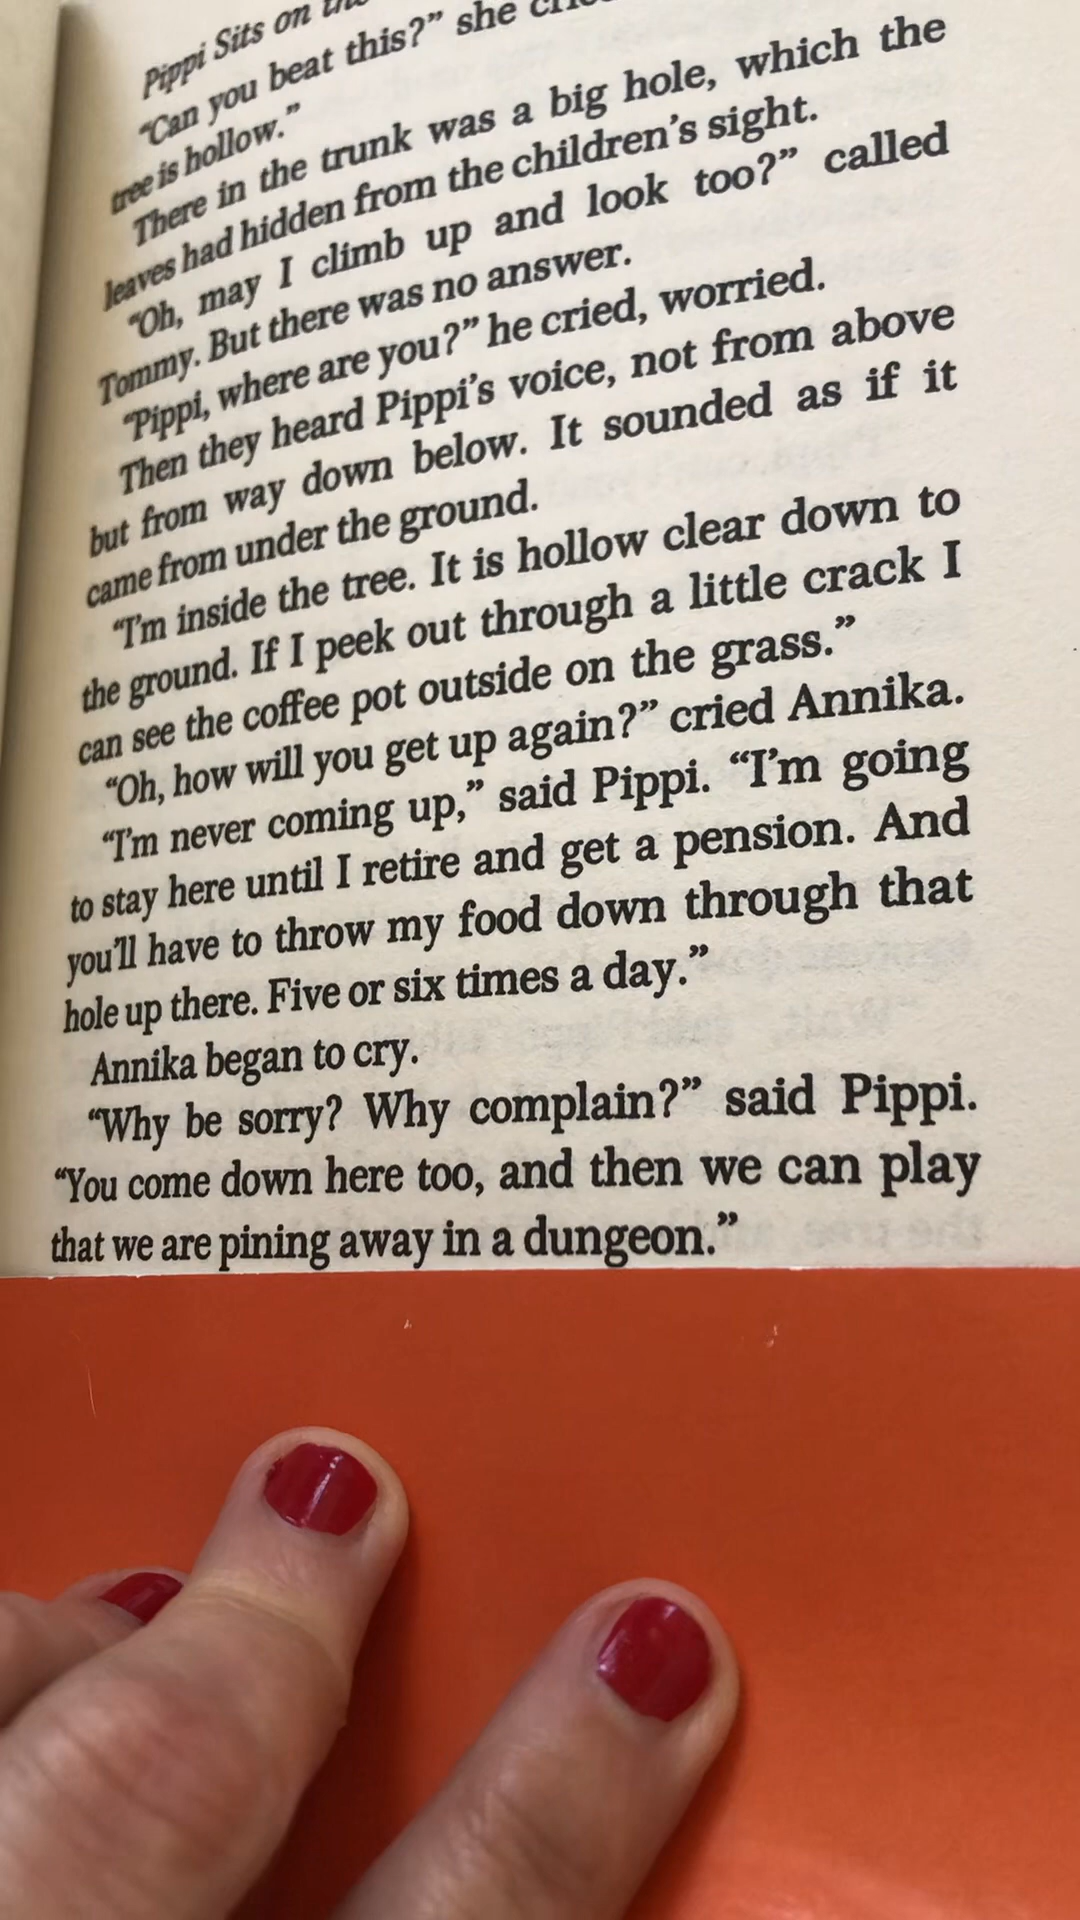 Pippi Sits on
“Can you beat this?” she
tree is hollow.”
There in the trunk was a big hole, which the
leaves had hidden from the children’s sight.
“Oh, may I climb up and look too?” called
Tommy. But there was no answer.
“Pippi, where are you?” he cried, worried.
Then they heard Pippi’s voice, not from above
but from way down below. It sounded as if it
came from under the ground.
“I’m inside the tree. It is hollow clear down to
the ground. If I peek out through a little crack I
can see the coffee pot outside on the grass.”
“Oh, how will you get up again?” cried Annika.
“I’m never coming up,” said Pippi. “I’m going
to stay here until I retire and get a pension. And
you’ll have to throw my food down through that
hole up there. Five or six times a day.”
Annika began to cry.
“Why be sorry? Why complain?” said Pippi.
“You come down here too, and then we can play
that we are pining away in a dungeon.”